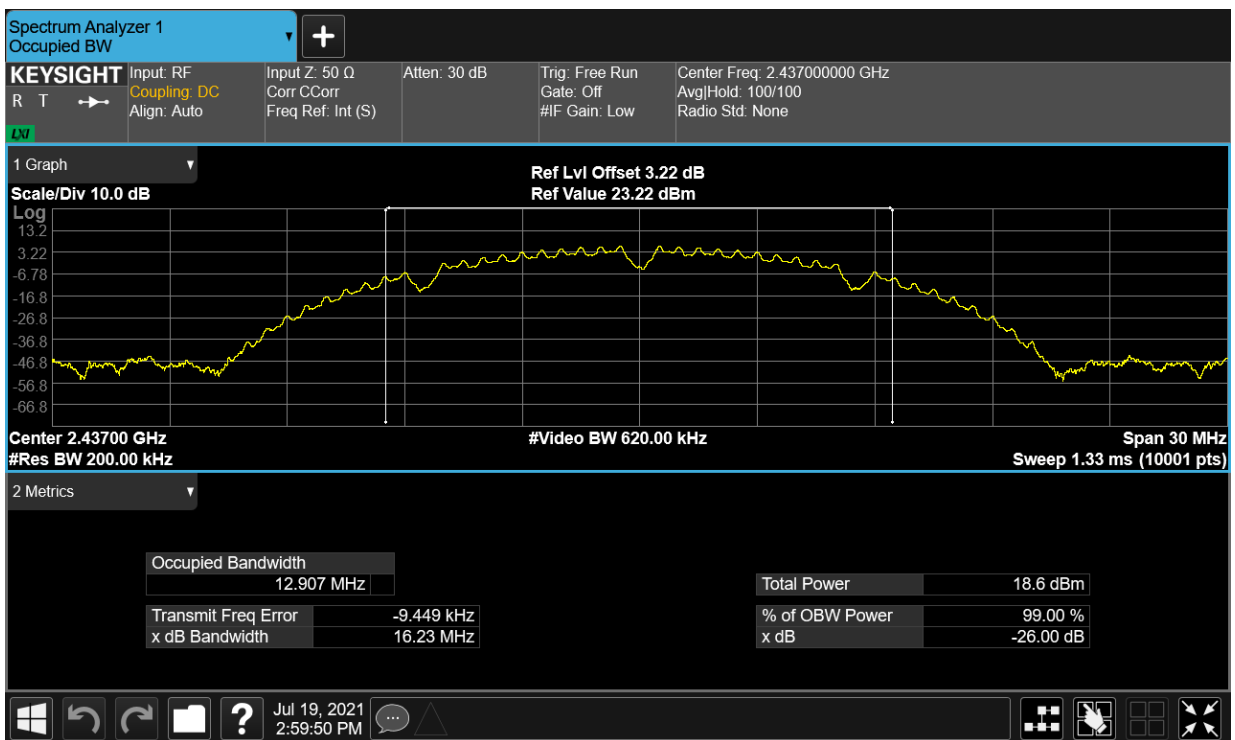 Spectrum Analyzer 1
Occupied BW
KEYSIGHT
R T
LXI
Input: RF
Coupling: DC
Align: Auto
Input Z: 50 Ω
Corr CCorr
Freq Ref: Int (S)
Atten: 30 dB
Trig: Free Run
Gate: Off
#IF Gain: Low
Center Freq: 2.437000000 GHz
Avg|Hold: 100/100
Radio Std: None
1 Graph
Scale/Div 10.0 dB
Ref Lvl Offset 3.22 dB
Ref Value 23.22 dBm
Log
13.2
3.22
-6.78
-16.8
-26.8
-36.8
-46.8
-56.8
-66.8
Center 2.43700 GHz
#Video BW 620.00 kHz
Span 30 MHz
#Res BW 200.00 kHz
Sweep 1.33 ms (10001 pts)
2 Metrics
Occupied Bandwidth
12.907 MHz
Total Power 18.6 dBm
Transmit Freq Error -9.449 kHz
% of OBW Power 99.00 %
x dB Bandwidth 16.23 MHz
x dB -26.00 dB
?
Jul 19, 2021
2:59:50 PM